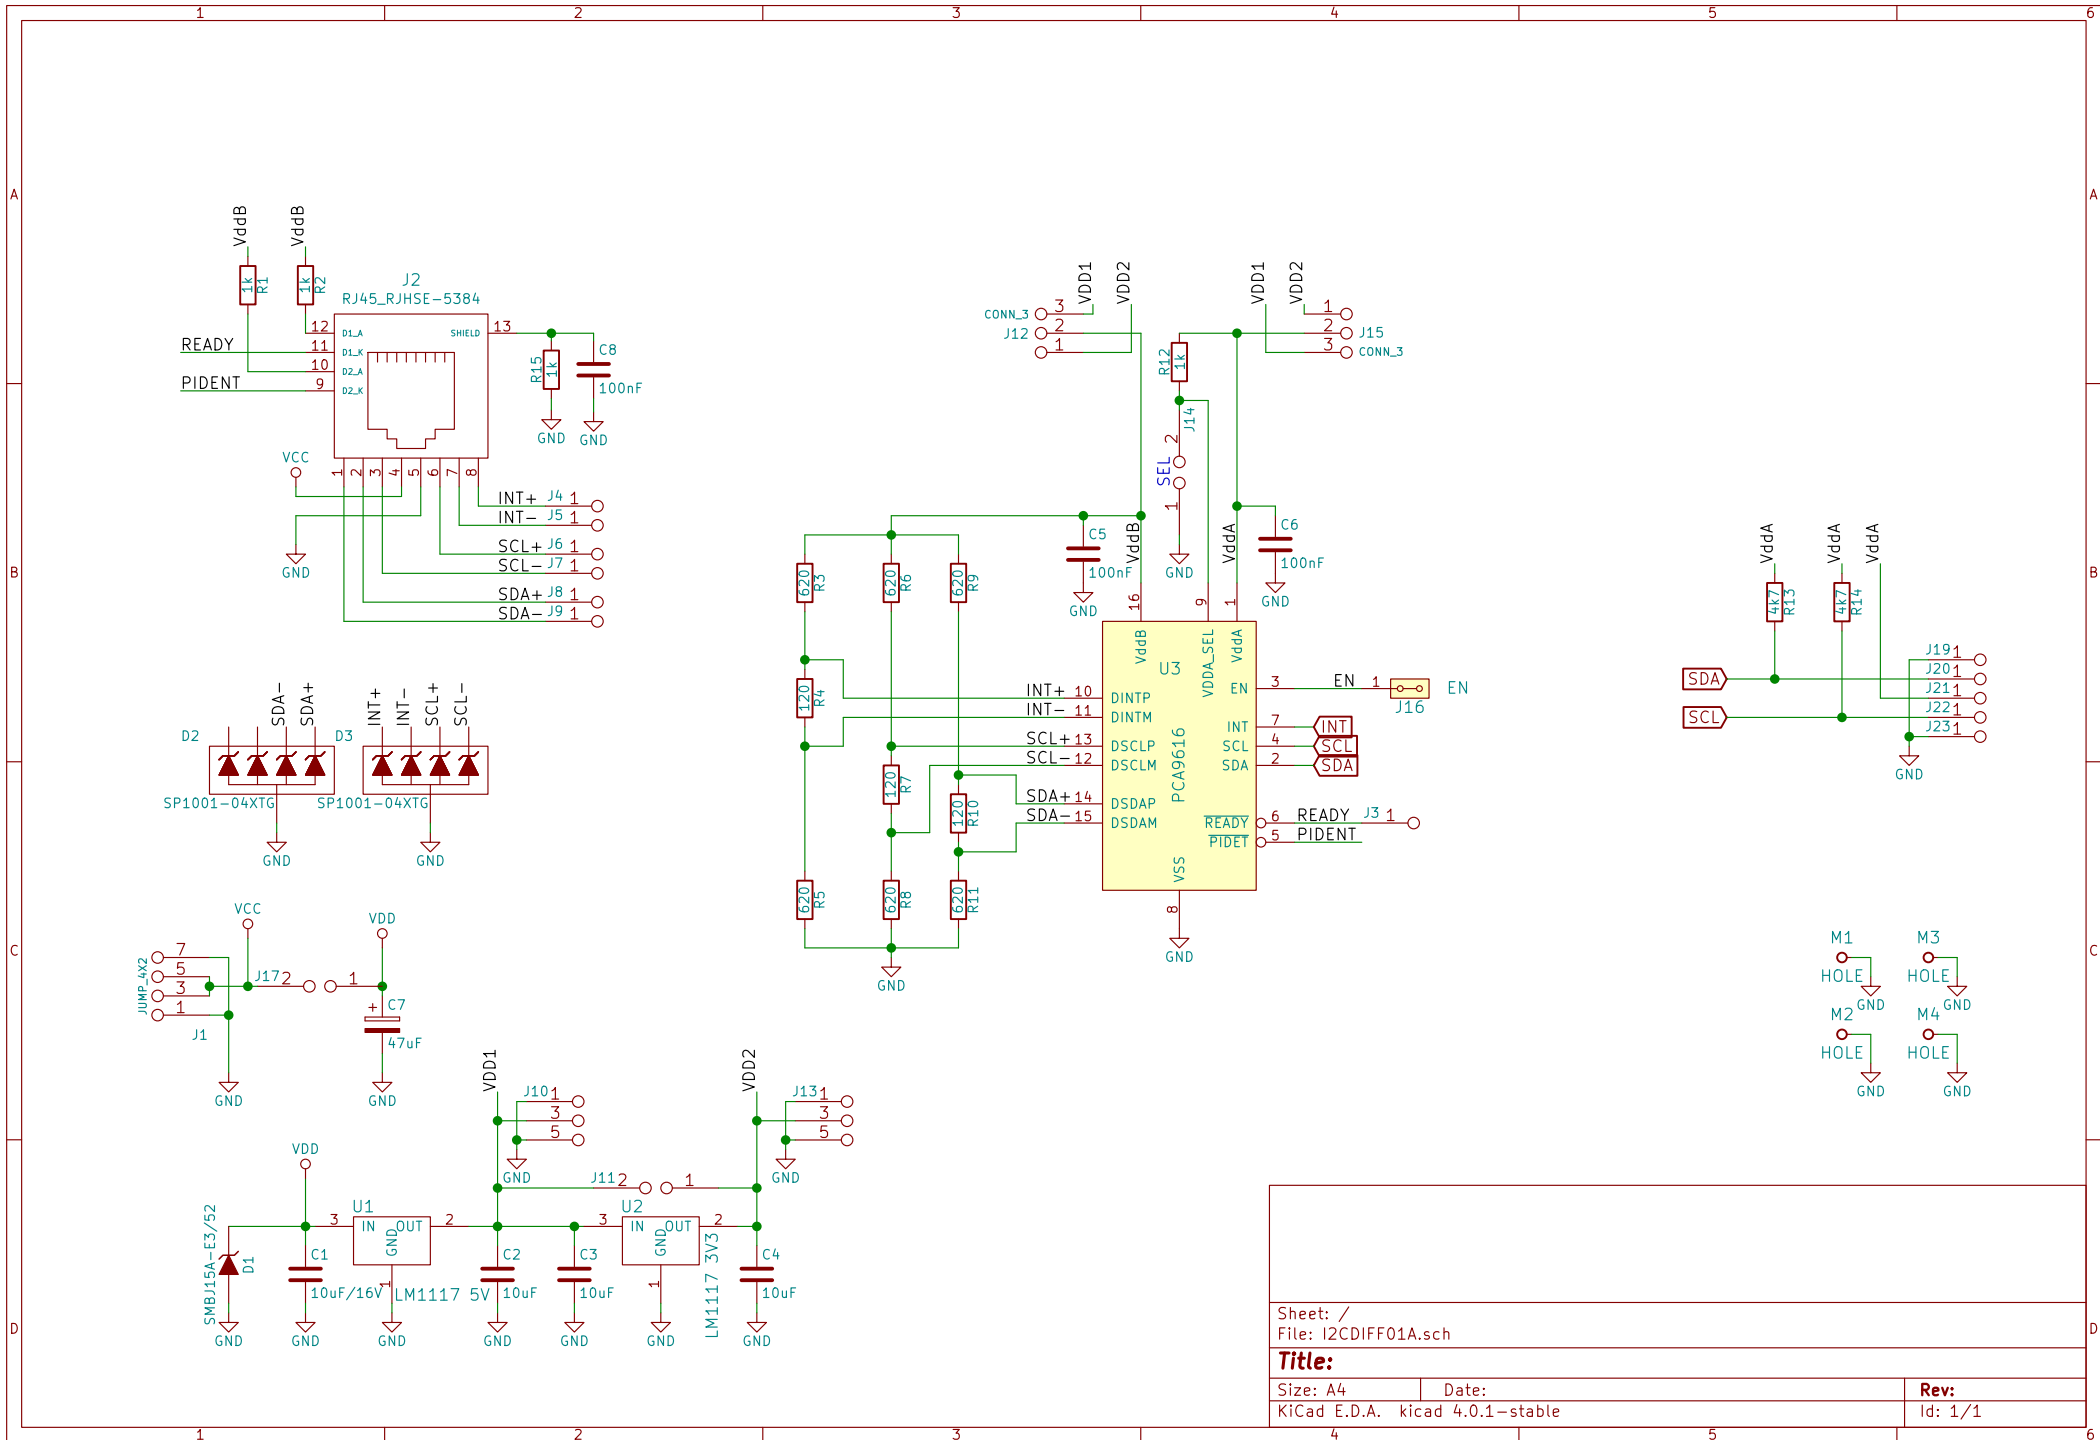 1 2 3 4 5 6
A A
B B
C C
D D
1 2 3 4 5 6
VddB VddB
1k R1
1k R2
J2
RJ45_RJHSE-5384
12 D1_A
11 D1_K
10 D2_A
9 D2_K
SHIELD 13
READY
PIDENT
R15 1k
C8
100nF
GND GND
VCC
GND
1 2 3 4 5 6 7 8
INT+ J4 1
INT- J5 1
SCL+ J6 1
SCL- J7 1
SDA+ J8 1
SDA- J9 1
SDA- SDA+
D2
SP1001-04XTG
GND
INT+ INT- SCL+ SCL-
D3
SP1001-04XTG
GND
VCC
VDD
JUMP_4X2
7
5
3
1
J1
J17 2 1
+ C7
47uF
GND GND
VDD1
VDD2
J10 1
3
5
GND
J13 1
3
5
GND
J11 2 1
VDD
SMBJ15A-E3/52
D1
C1
10uF/16V
U1
3 IN OUT 2
GND
1
LM1117 5V
C2
10uF
C3
10uF
U2
3 IN OUT 2
GND
1
LM1117 3V3
C4
10uF
GND GND GND GND GND GND GND
CONN_3
J12
3
2
1
VDD1 VDD2
VDD1 VDD2
1
2
3
J15
CONN_3
R12 1k
J14
2
SEL
1
GND
C5
100nF
GND
VddB
VddA
C6
100nF
GND
620 R3
620 R6
620 R9
120 R4
120 R7
120 R10
620 R5
620 R8
620 R11
GND
16 9 1
VddB VDDA_SEL VddA
U3
PCA9616
INT+ 10 DINTP
INT- 11 DINTM
SCL+ 13 DSCLP
SCL- 12 DSCLM
SDA+ 14 DSDAP
SDA- 15 DSDAM
EN 3 EN 1 EN
J16
INT 7 INT
SCL 4 SCL
SDA 2 SDA
READY 6 READY J3 1
PIDET 5 PIDENT
VSS
8
GND
VddA VddA VddA
4k7 R13
4k7 R14
SDA
SCL
J19 1
J20 1
J21 1
J22 1
J23 1
GND
M1 M3
HOLE HOLE
GND GND
M2 M4
HOLE HOLE
GND GND
Sheet: /
File: I2CDIFF01A.sch
Title:
Size: A4 Date: Rev:
KiCad E.D.A. kicad 4.0.1-stable Id: 1/1